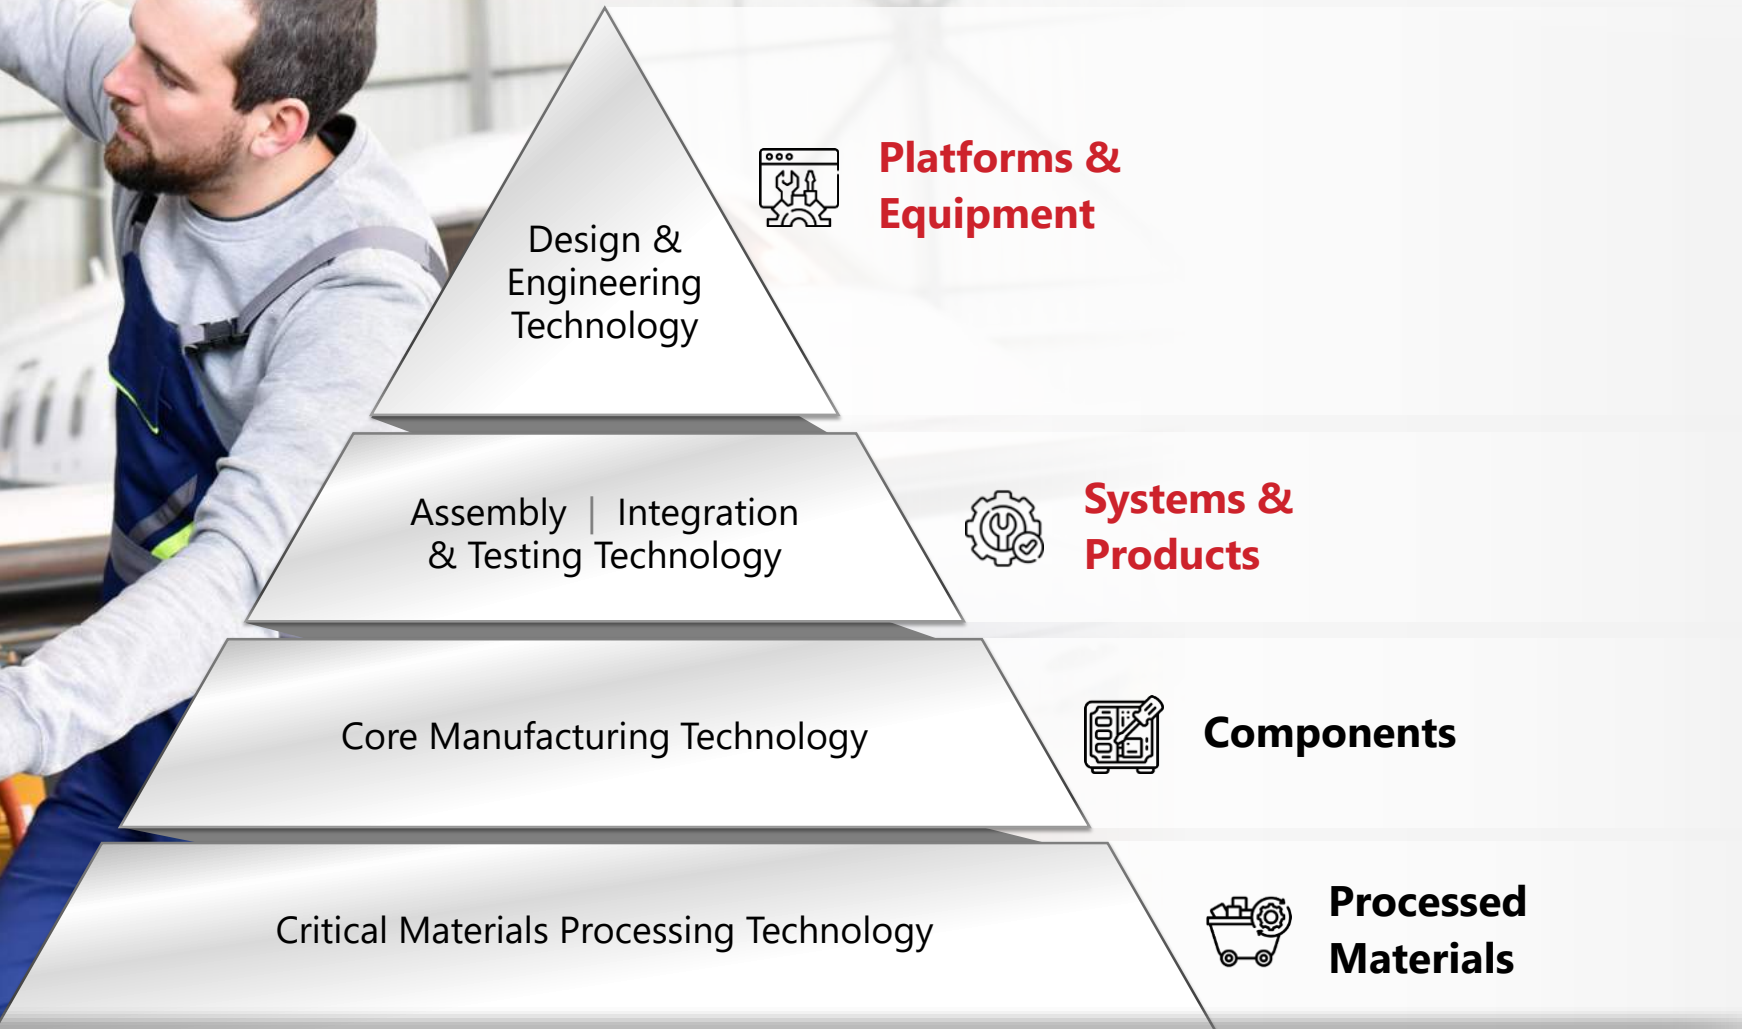 Design &
Engineering
Technology
Platforms &
Equipment
Assembly | Integration
& Testing Technology
Systems &
Products
Core Manufacturing Technology
Components
Critical Materials Processing Technology
Processed
Materials